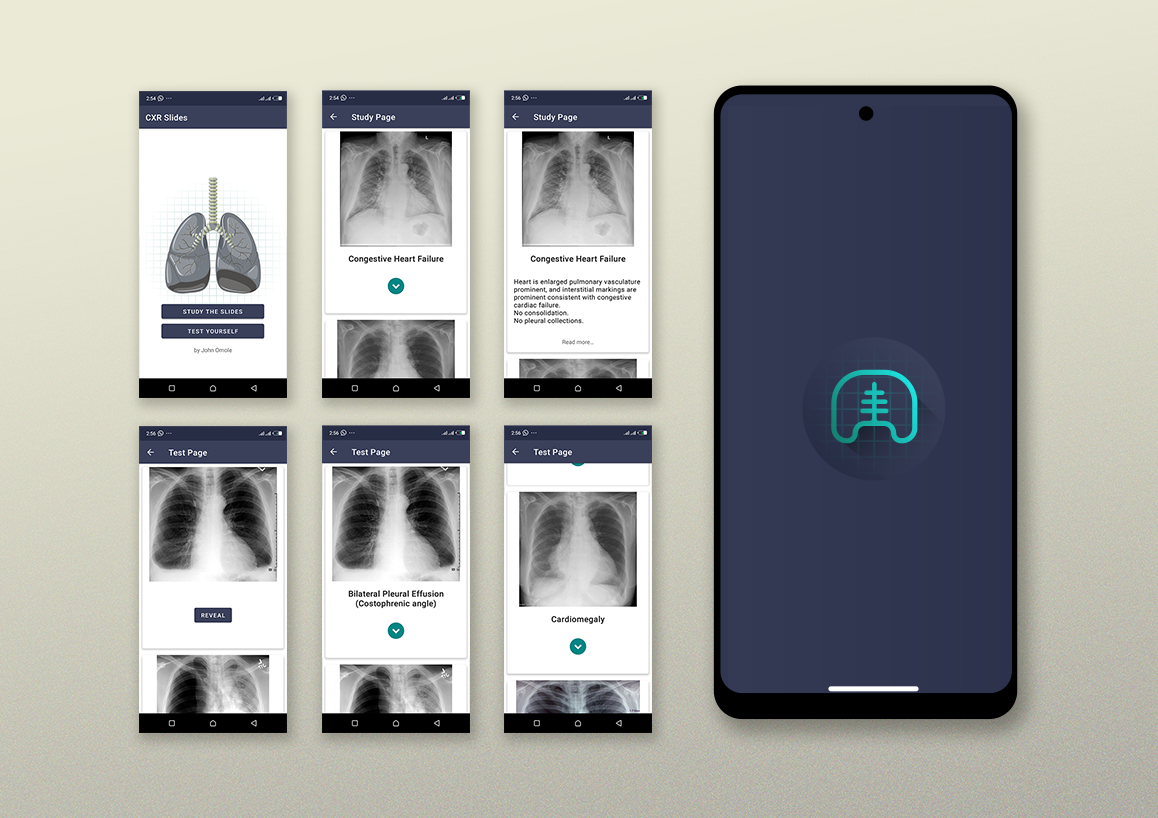 2:54
CXR Slides
STUDY THE SLIDES
TEST YOURSELF
by John Omole
2:54
Study Page
L
Congestive Heart Failure
2:56
Study Page
L
Congestive Heart Failure
Heart is enlarged pulmonary vasculature
prominent, and interstitial markings are
prominent consistent with congestive
cardiac failure.
No consolidation.
No pleural collections.
Read more...
2:56
Test Page
REVEAL
2:56
Test Page
Bilateral Pleural Effusion
(Costophrenic angle)
2:56
Test Page
Cardiomegaly